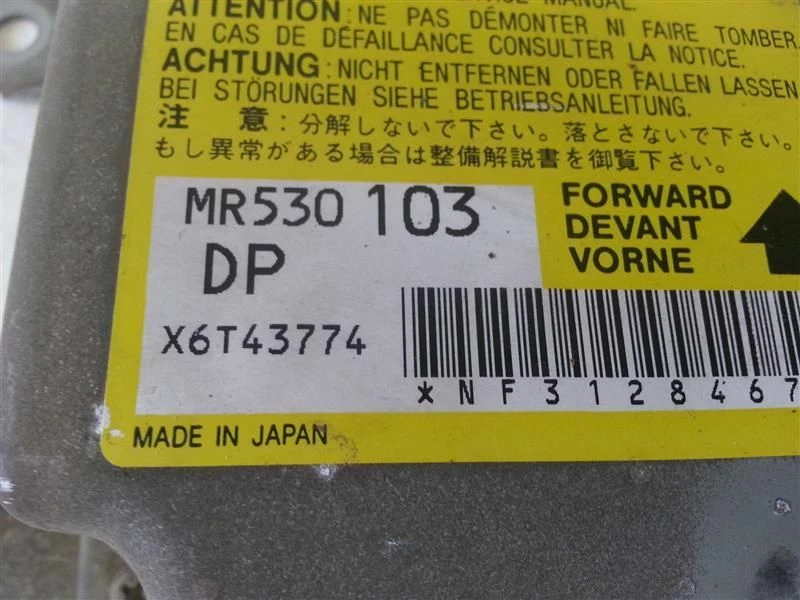 SERVICE MANUAL.
ATTENTION: NE PAS DÉMONTER NI FAIRE TOMBER.
EN CAS DE DÉFAILLANCE CONSULTER LA NOTICE.
ACHTUNG: NICHT ENTFERNEN ODER FALLEN LASSEN
BEI STÖRUNGEN SIEHE BETRIEBSANLEITUNG.
注 意:分解しないで下さい。落とさないで下さい。
もし異常がある場合は整備解説書を御覧下さい。
MR530 103
DP
FORWARD
DEVANT
VORNE
X6T43774
*NF3128467
MADE IN JAPAN